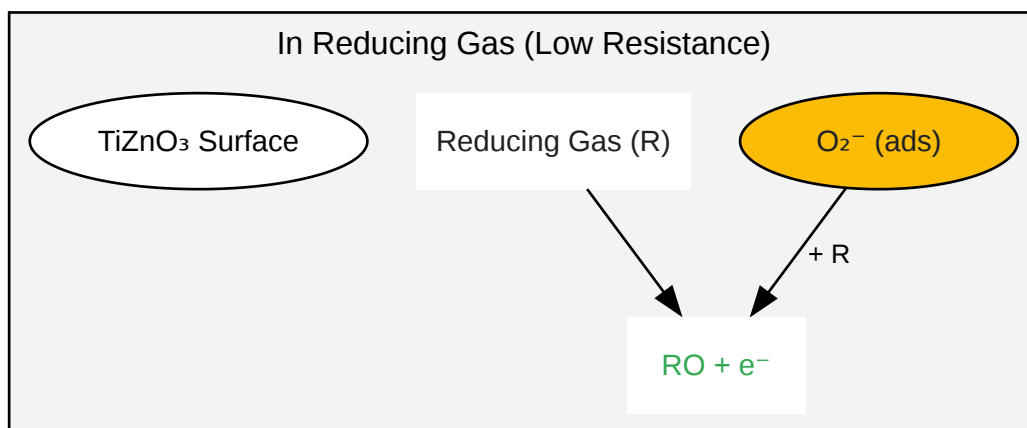 In Reducing Gas (Low Resistance)
TiZnO₃ Surface
Reducing Gas (R)
O₂⁻ (ads)
+ R
RO + e⁻